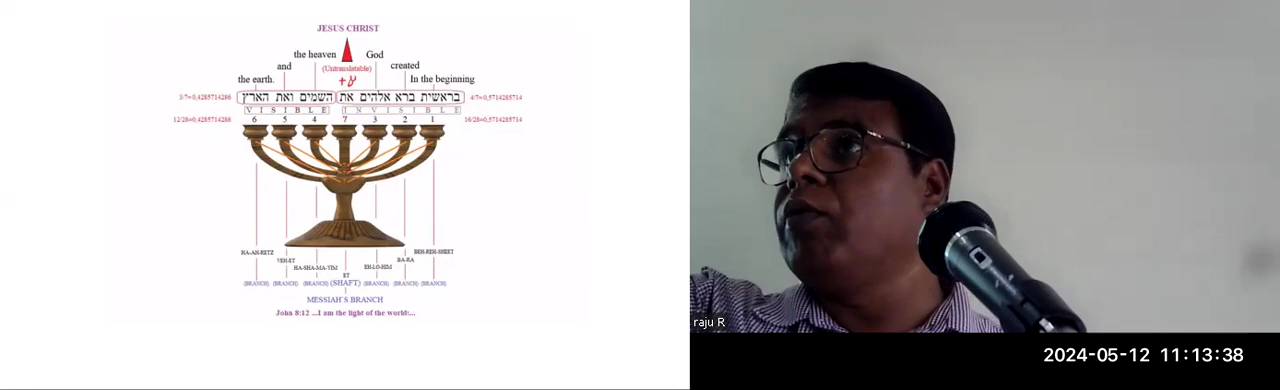 JESUS CHRIST
the heaven God
and created
(Untranslatable)
the earth. In the beginning
3/7=0,4285714286 בראשית ברא אלהים את השמים ואת הארץ 4/7=0,5714285714
VISIBLE INVISIBLE
12/28=0,4285714286 6 5 4 7 3 2 1 16/28=0,5714285714
HA-AH-RETZ VEH-ET HA-SHA-MA-YIM ET EH-LO-HIM BA-RA BEH-REH-SHEET
(BRANCH) (BRANCH) (BRANCH) (SHAFT) (BRANCH) (BRANCH) (BRANCH)
MESSIAH'S BRANCH
John 8:12 ...I am the light of the world:...
raju R
2024-05-12 11:13:38